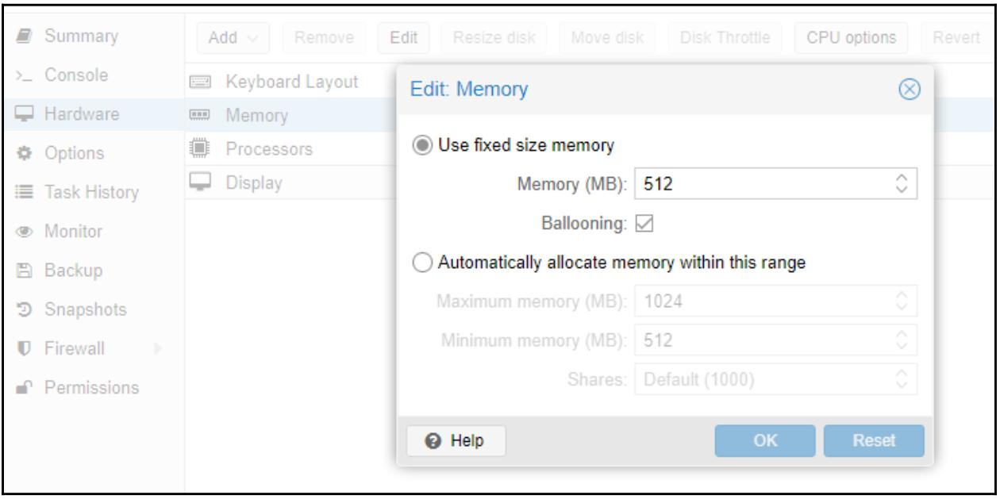 Summary
Console
Hardware
Options
Task History
Monitor
Backup
Snapshots
Firewall
Permissions
Add Remove Edit Resize disk Move disk Disk Throttle CPU options Revert
Keyboard Layout
Memory
Processors
Display
Edit: Memory
Use fixed size memory
Memory (MB): 512
Ballooning:
Automatically allocate memory within this range
Maximum memory (MB): 1024
Minimum memory (MB): 512
Shares: Default (1000)
Help OK Reset